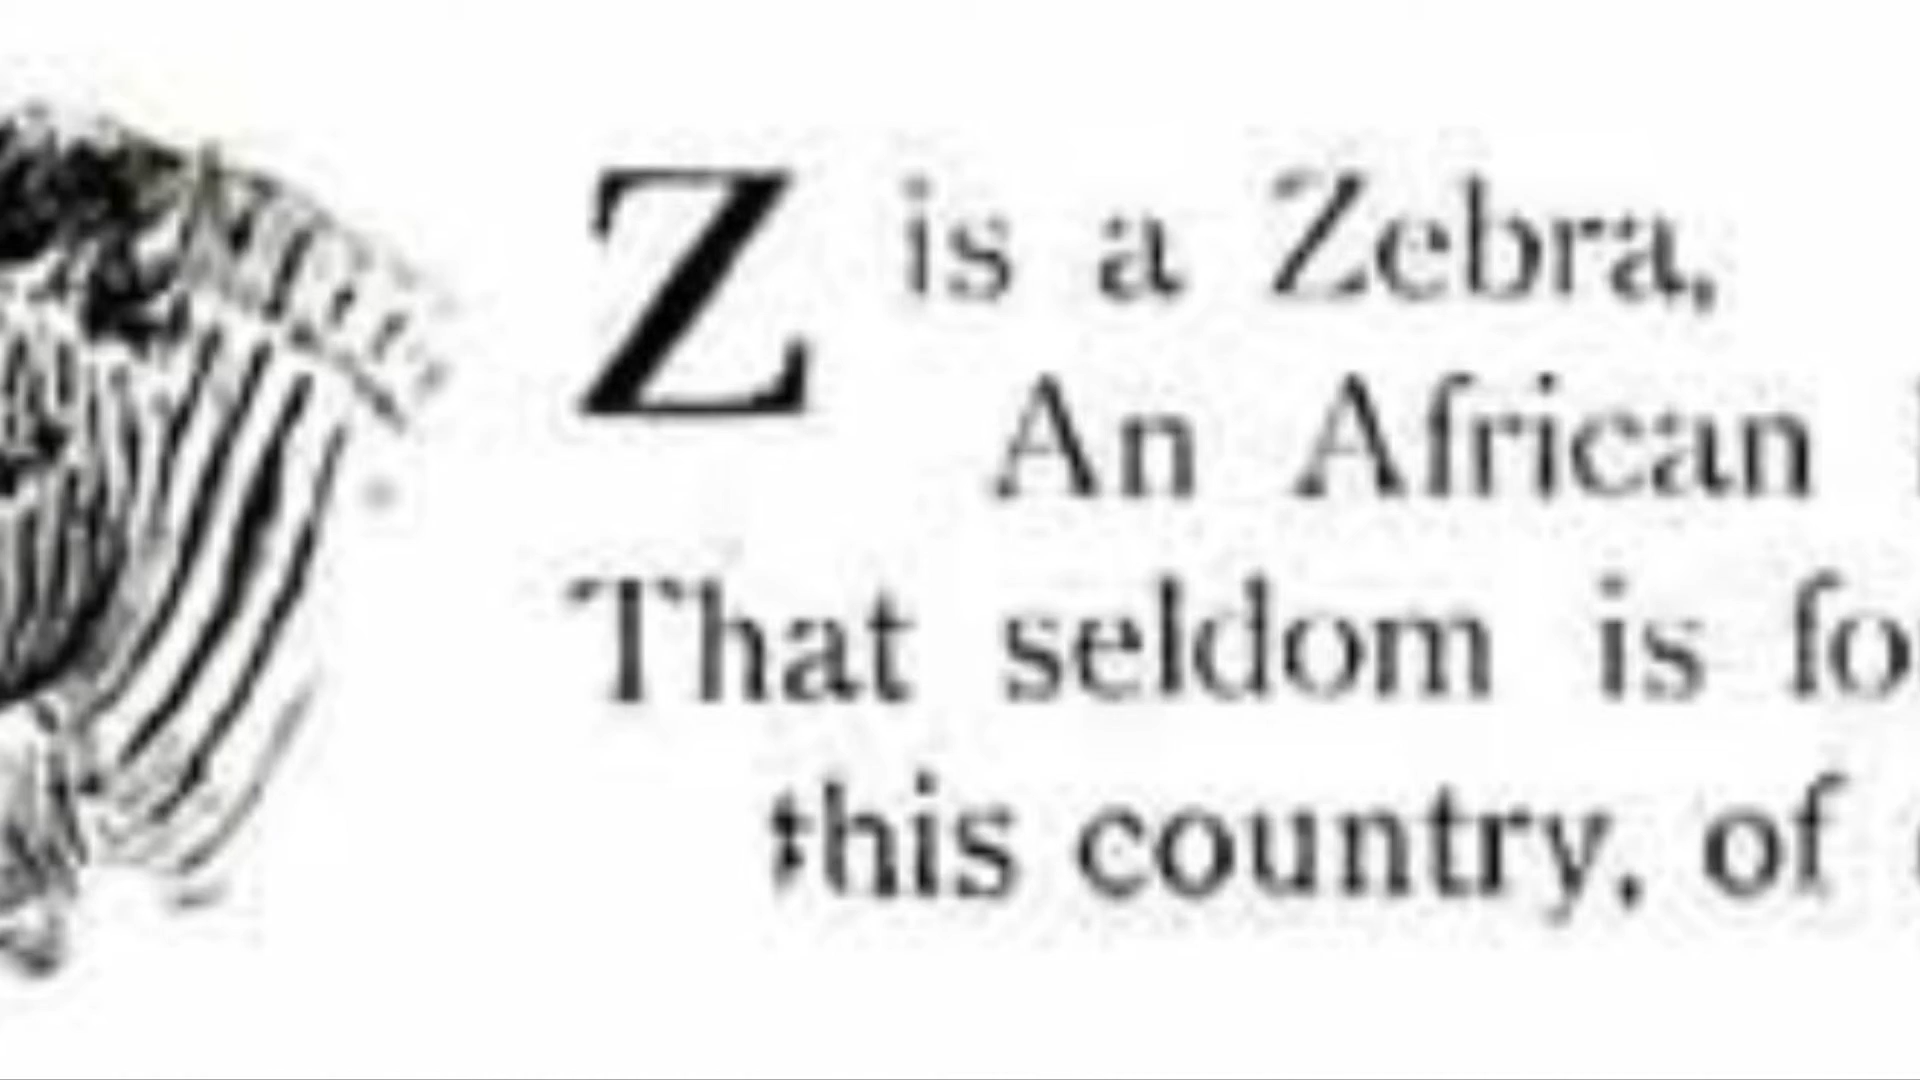 Z is a Zebra,
An African
That seldom is
this country, of